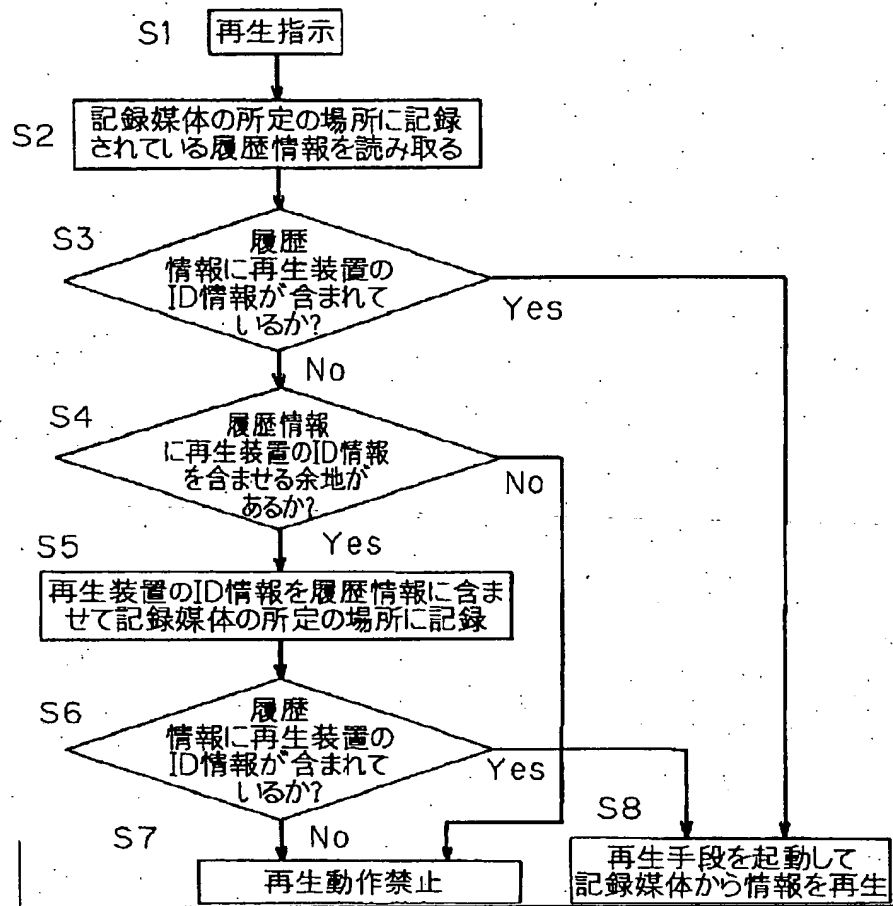 S1
再生指示
S2
記録媒体の所定の場所に記録
されている履歴情報を読み取る
S3
履歴
情報に再生装置の
ID情報が含まれて
いるか?
Yes
No
S4
履歴情報
に再生装置のID情報
を含ませる余地が
あるか?
No
Yes
S5
再生装置のID情報を履歴情報に含ま
せて記録媒体の所定の場所に記録
S6
履歴
情報に再生装置の
ID情報が含まれて
いるか?
Yes
No
S7
再生動作禁止
S8
再生手段を起動して
記録媒体から情報を再生